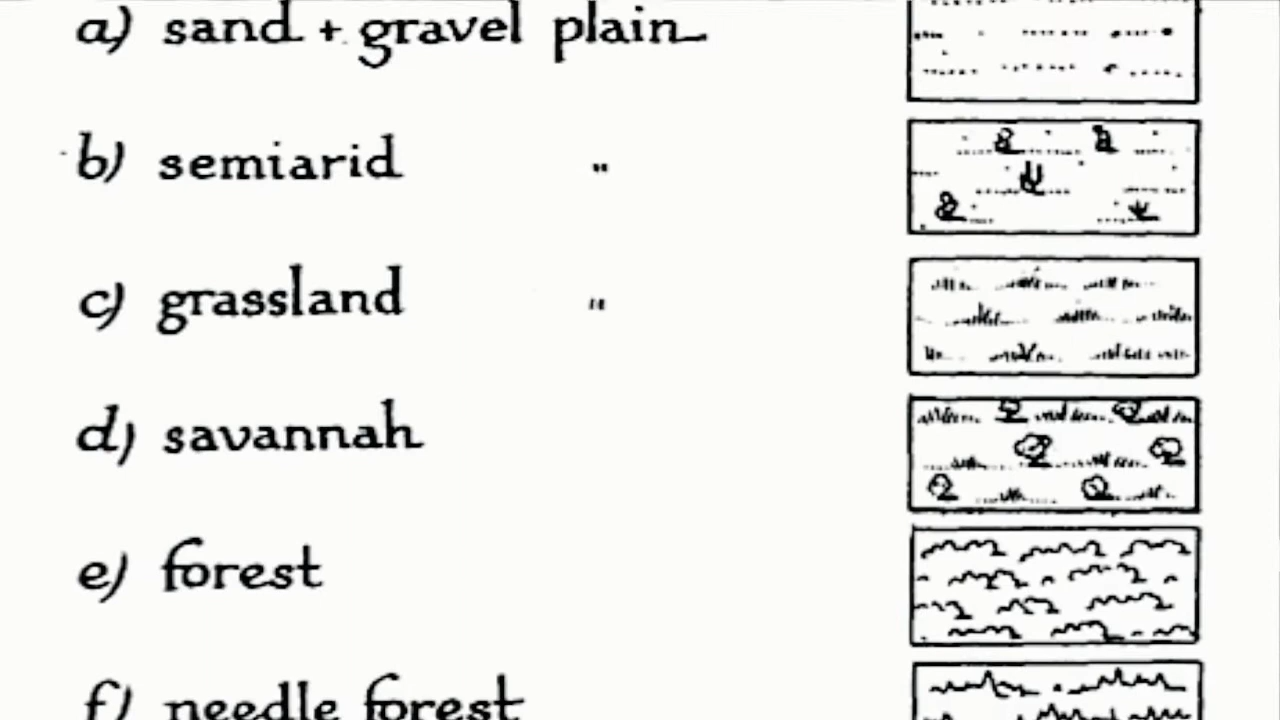 a) sand + gravel plain
b) semiarid "
c) grassland "
d) savannah
e) forest
f) needle forest